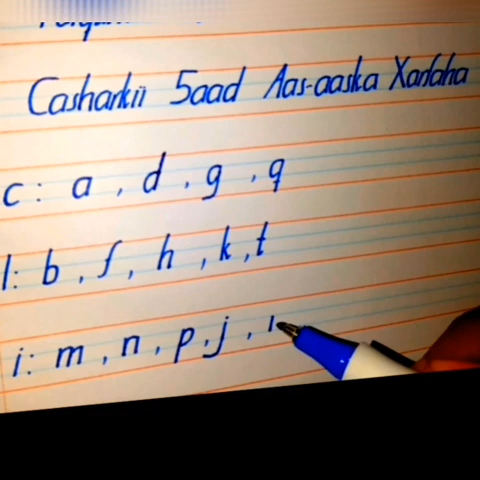 Casharkii 5aad Aas-aaska Xarfaha
c: a, d, g, q
l: b, f, h, k, t
i: m, n, p, j, ı